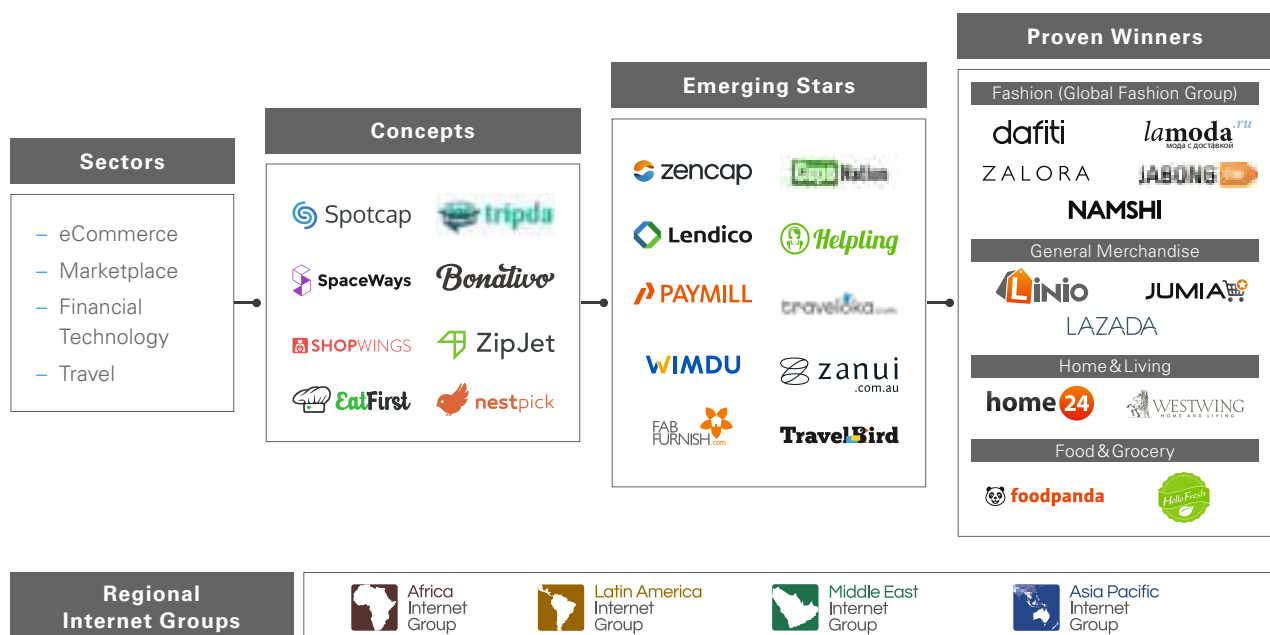 Sectors
– eCommerce
– Marketplace
– Financial
Technology
– Travel
Concepts
Spotcap
tripda
SpaceWays
Bonativo
SHOPWINGS
ZipJet
EatFirst
nestpick
Emerging Stars
zencap
CupoNation
Lendico
Helpling
PAYMILL
traveloka.com
WIMDU
zanui
.com.au
FAB
FURNISH.com
TravelBird
Proven Winners
Fashion (Global Fashion Group)
dafiti
lamoda.ru
мода с доставкой
ZALORA
JABONG
NAMSHI
General Merchandise
LiNiO
JUMIA
LAZADA
Home & Living
home24
WESTWING
HOME AND LIVING
Food & Grocery
foodpanda
HelloFresh
Regional
Internet Groups
Africa
Internet
Group
Latin America
Internet
Group
Middle East
Internet
Group
Asia Pacific
Internet
Group